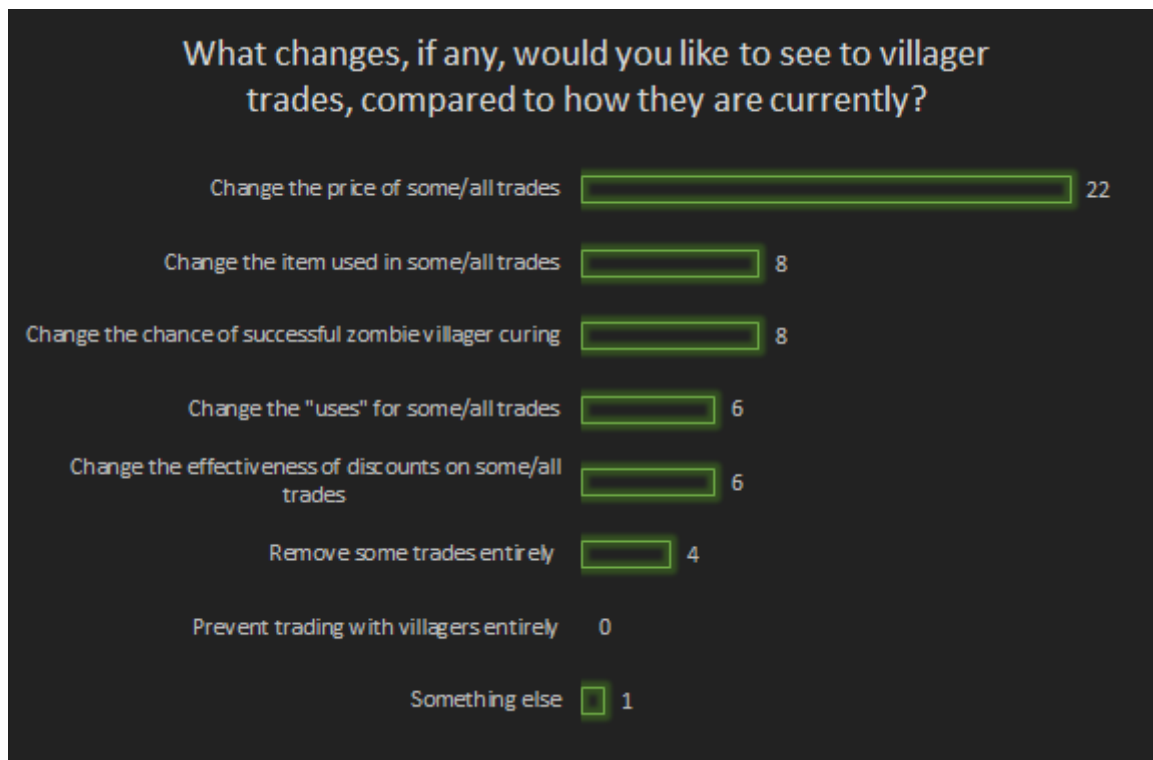 What changes, if any, would you like to see to villager
trades, compared to how they are currently?
Change the price of some/all trades 22
Change the item used in some/all trades 8
Change the chance of successful zombie villager curing 8
Change the "uses" for some/all trades 6
Change the effectiveness of discounts on some/all
trades 6
Remove some trades entirely 4
Prevent trading with villagers entirely 0
Something else 1